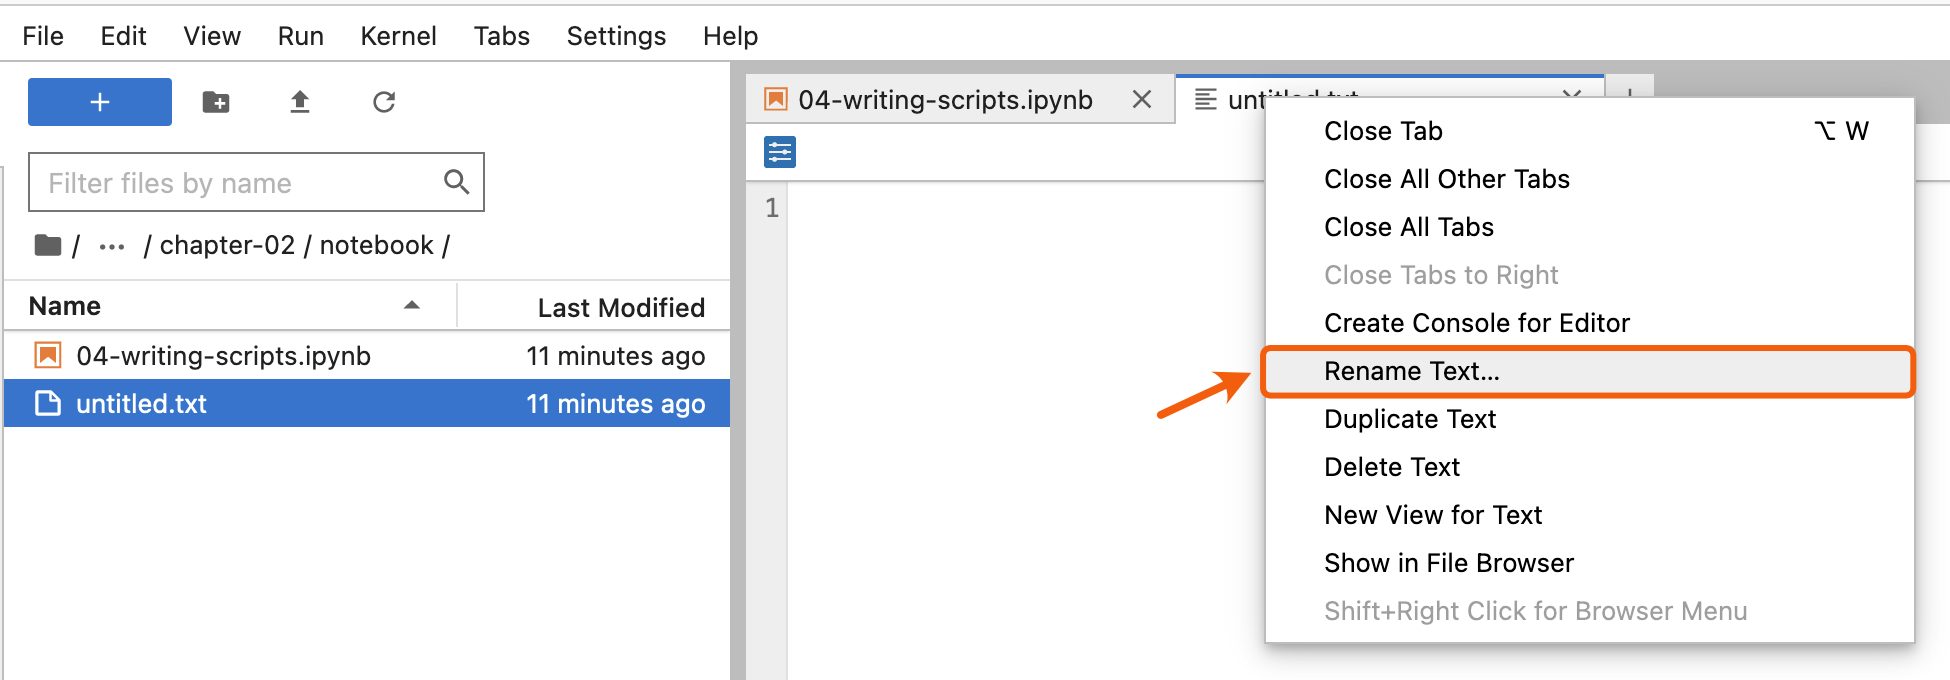 File Edit View Run Kernel Tabs Settings Help
+
Filter files by name
/ ... / chapter-02 / notebook /
Name Last Modified
04-writing-scripts.ipynb 11 minutes ago
untitled.txt 11 minutes ago
04-writing-scripts.ipynb
untitled.txt
1
Close Tab ⌥ W
Close All Other Tabs
Close All Tabs
Close Tabs to Right
Create Console for Editor
Rename Text...
Duplicate Text
Delete Text
New View for Text
Show in File Browser
Shift+Right Click for Browser Menu